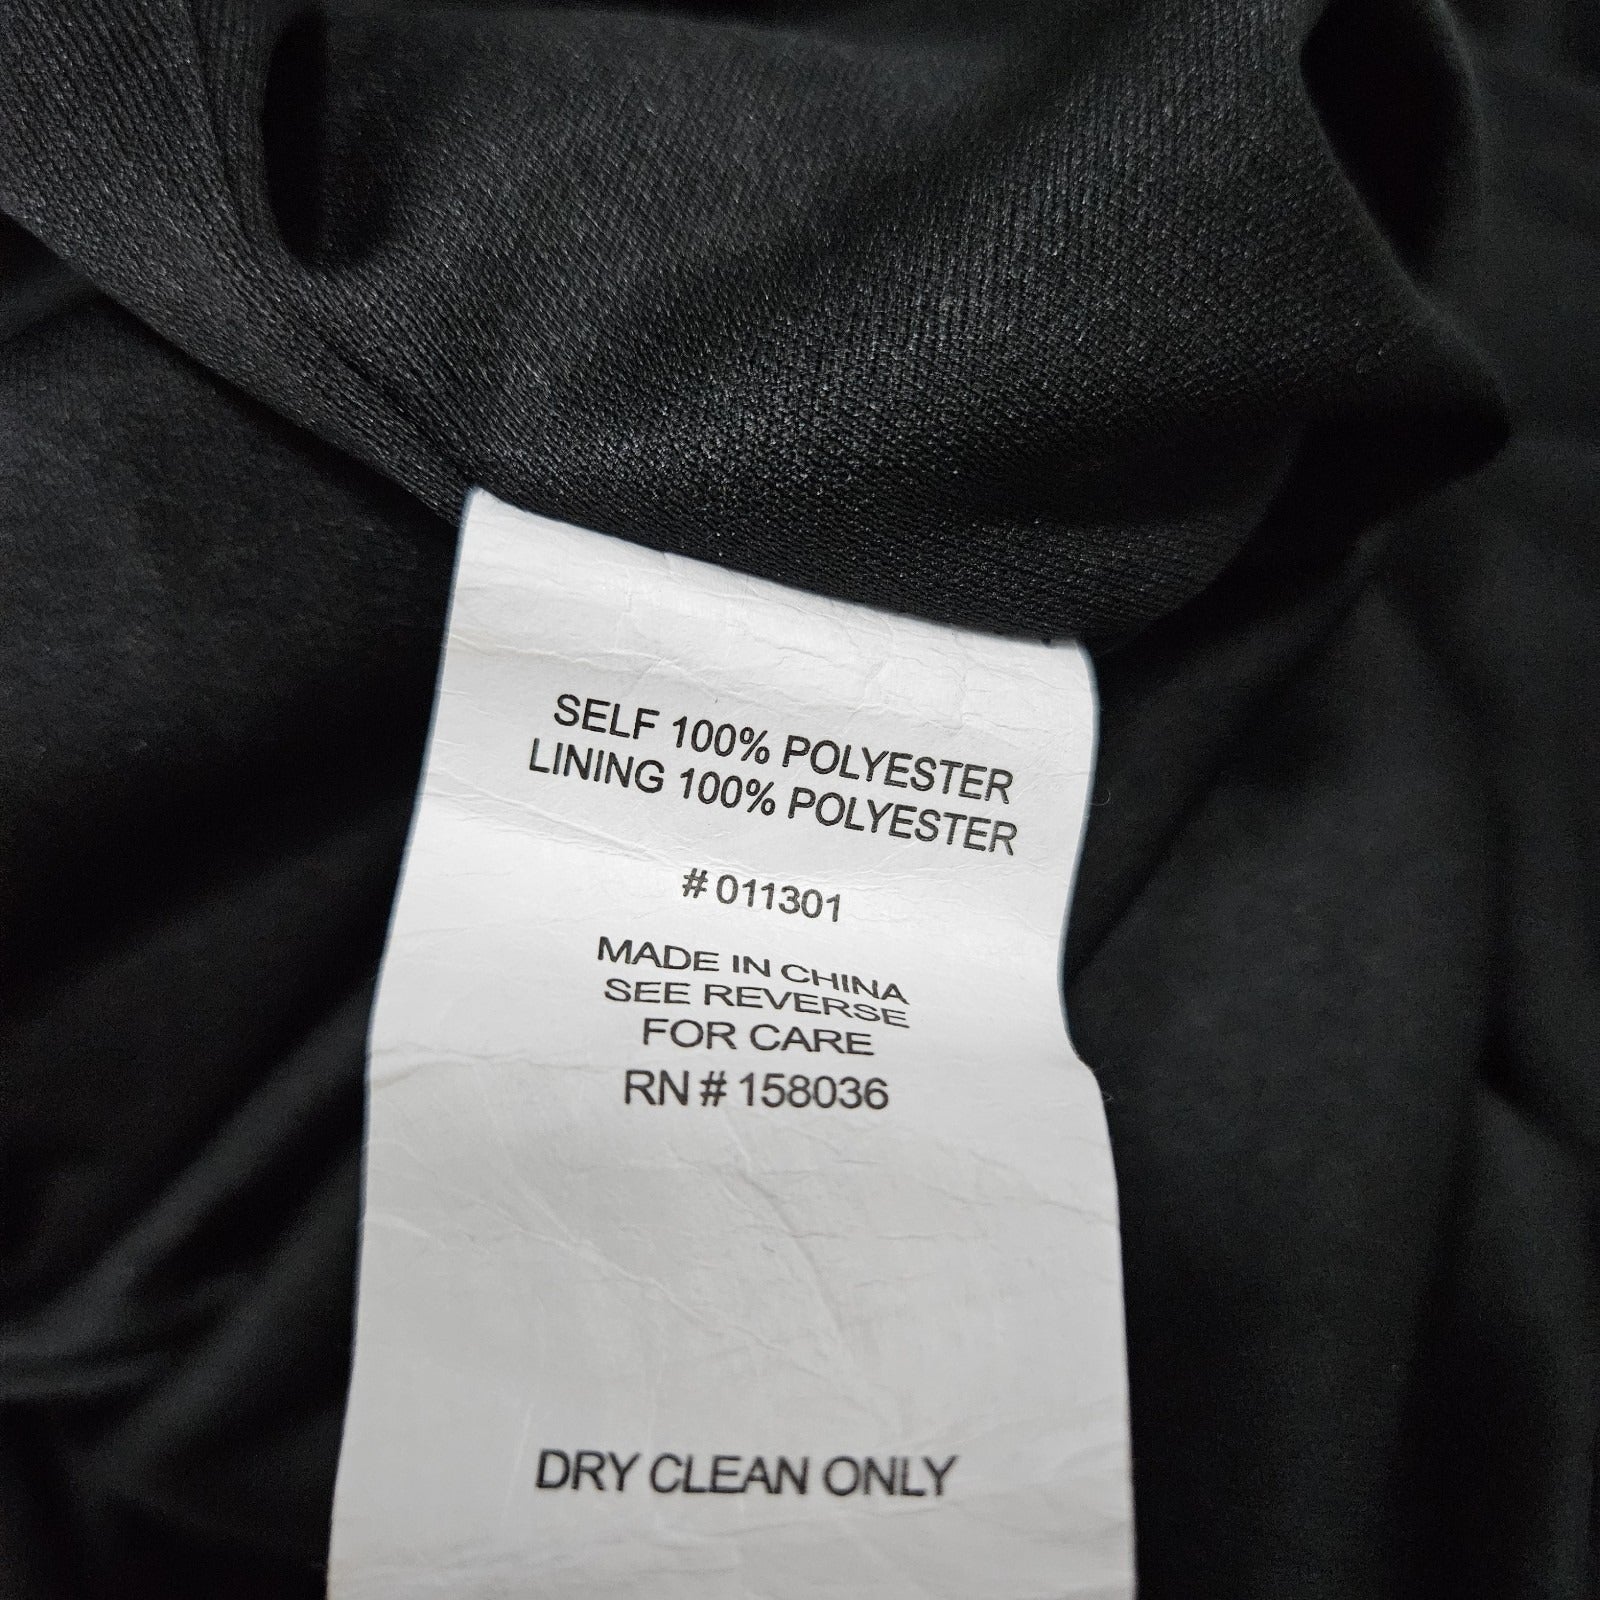 SELF 100% POLYESTER
LINING 100% POLYESTER
# 011301
MADE IN CHINA
SEE REVERSE
FOR CARE
RN # 158036
DRY CLEAN ONLY